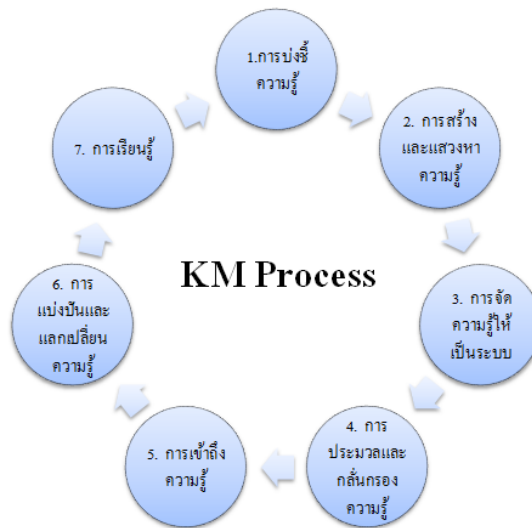 1.การบ่งชี้
ความรู้
2. การสร้าง
และแสวงหา
ความรู้
3. การจัด
ความรู้ให้
เป็นระบบ
4. การ
ประมวลและ
กลั่นกรอง
ความรู้
5. การเข้าถึง
ความรู้
6. การ
แบ่งปันและ
แลกเปลี่ยน
ความรู้
7. การเรียนรู้
KM Process